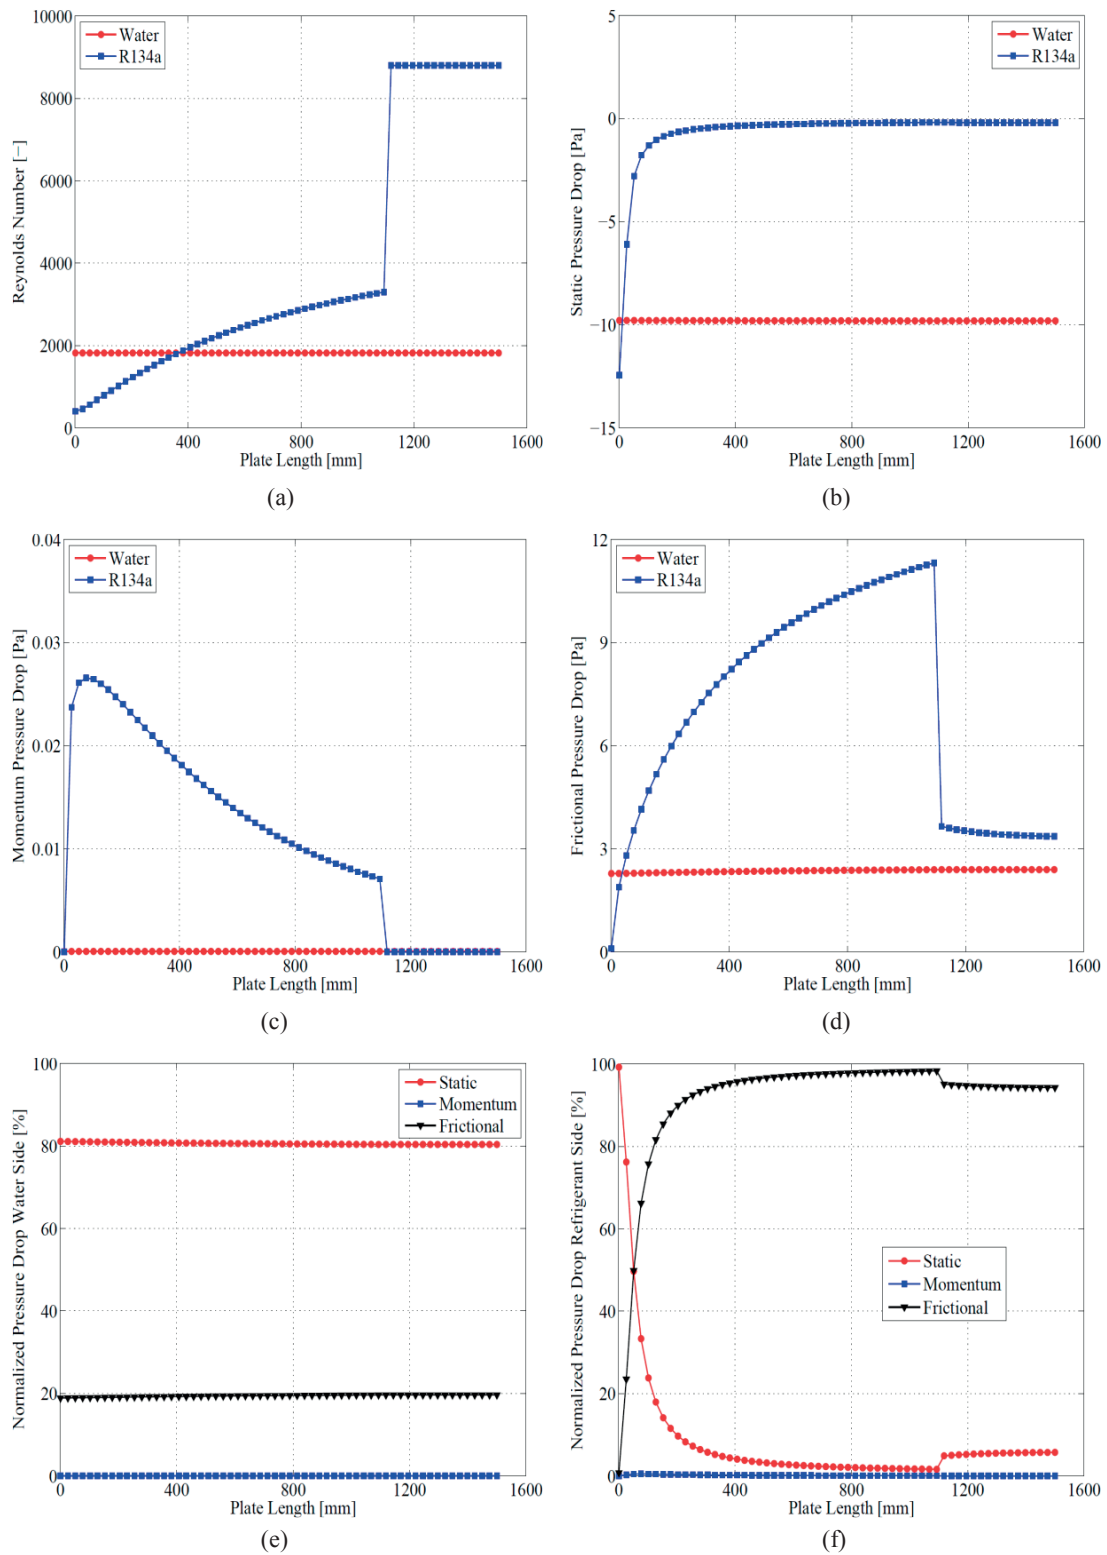 10000
8000
6000
4000
2000
0
0 400 800 1200 1600
Reynolds Number [−]
Plate Length [mm]
Water
R134a
(a)
5
0
−5
−10
−15
0 400 800 1200 1600
Static Pressure Drop [Pa]
Plate Length [mm]
Water
R134a
(b)
0.04
0.03
0.02
0.01
0
0 400 800 1200 1600
Momentum Pressure Drop [Pa]
Plate Length [mm]
Water
R134a
(c)
12
9
6
3
0
0 400 800 1200 1600
Frictional Pressure Drop [Pa]
Plate Length [mm]
Water
R134a
(d)
100
80
60
40
20
0
0 400 800 1200 1600
Normalized Pressure Drop Water Side [%]
Plate Length [mm]
Static
Momentum
Frictional
(e)
100
80
60
40
20
0
0 400 800 1200 1600
Normalized Pressure Drop Refrigerant Side [%]
Plate Length [mm]
Static
Momentum
Frictional
(f)